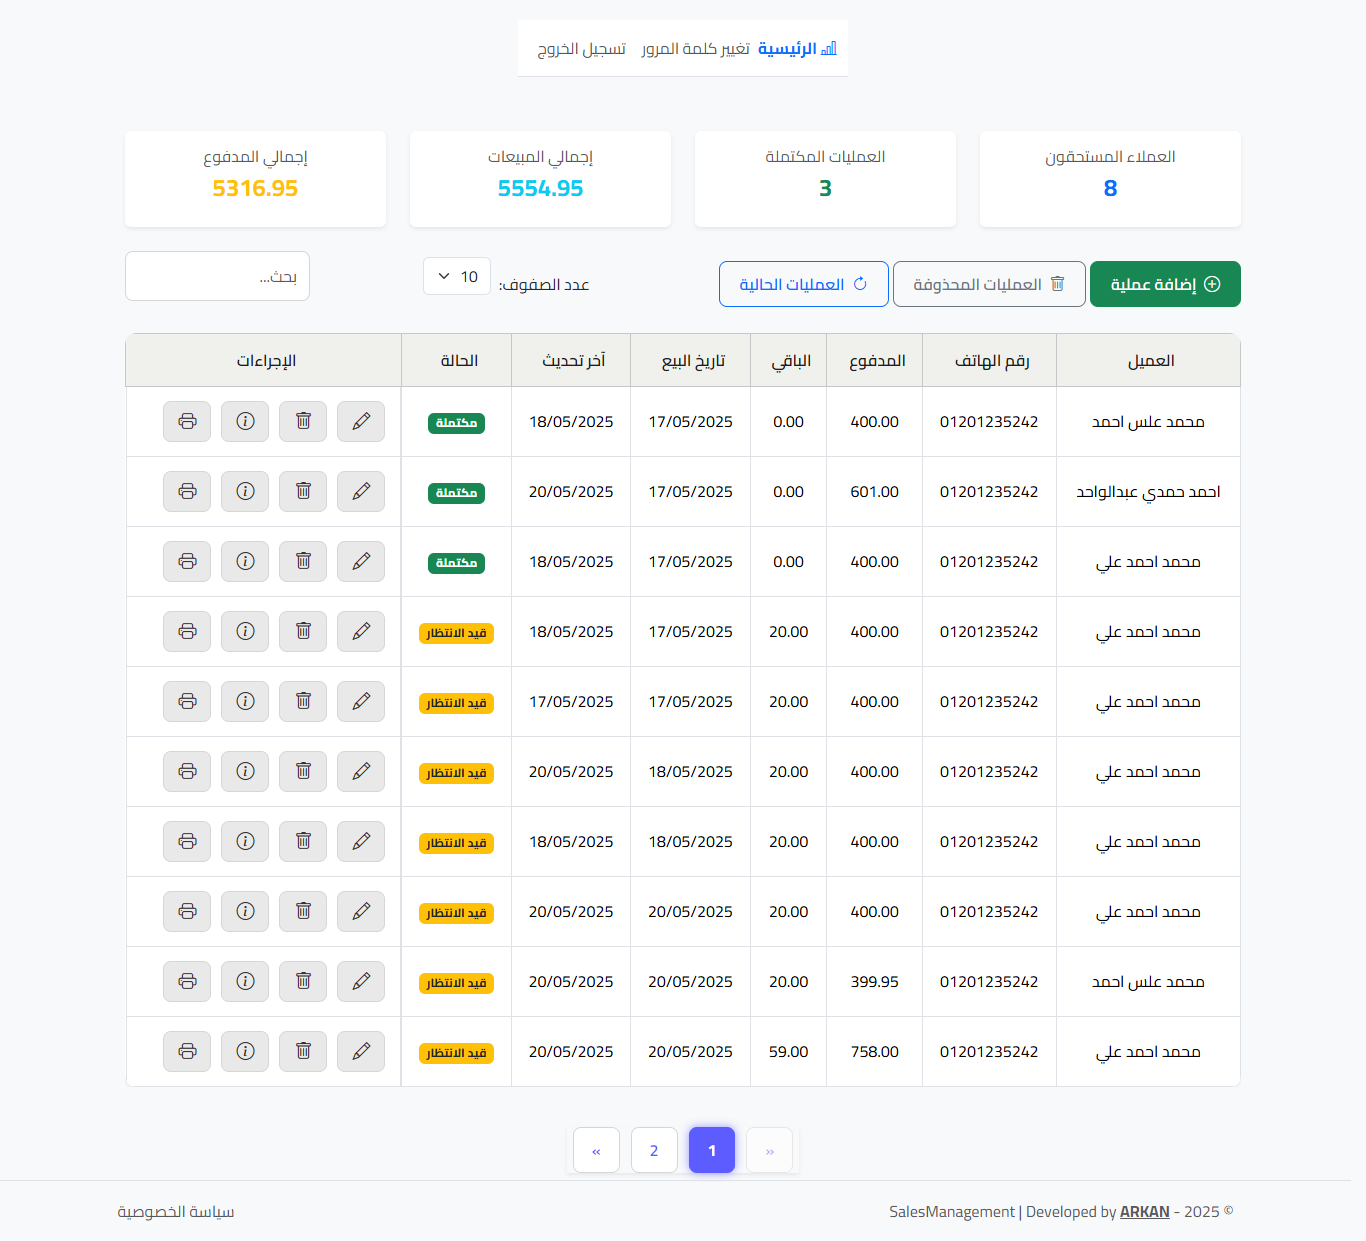 الرئيسية تغيير كلمة المرور تسجيل الخروج
العملاء المستحقون
8
العمليات المكتملة
3
إجمالي المبيعات
5554.95
إجمالي المدفوع
5316.95
إضافة عملية
العمليات المحذوفة
العمليات الحالية
عدد الصفوف: 10
بحث...
العميل رقم الهاتف المدفوع الباقي تاريخ البيع آخر تحديث الحالة الإجراءات
محمد علس احمد 01201235242 400.00 0.00 17/05/2025 18/05/2025 مكتملة
احمد حمدي عبدالواحد 01201235242 601.00 0.00 17/05/2025 20/05/2025 مكتملة
محمد احمد علي 01201235242 400.00 0.00 17/05/2025 18/05/2025 مكتملة
محمد احمد علي 01201235242 400.00 20.00 17/05/2025 18/05/2025 قيد الانتظار
محمد احمد علي 01201235242 400.00 20.00 17/05/2025 17/05/2025 قيد الانتظار
محمد احمد علي 01201235242 400.00 20.00 18/05/2025 20/05/2025 قيد الانتظار
محمد احمد علي 01201235242 400.00 20.00 18/05/2025 18/05/2025 قيد الانتظار
محمد احمد علي 01201235242 400.00 20.00 20/05/2025 20/05/2025 قيد الانتظار
محمد علس احمد 01201235242 399.95 20.00 20/05/2025 20/05/2025 قيد الانتظار
محمد احمد علي 01201235242 758.00 59.00 20/05/2025 20/05/2025 قيد الانتظار
« 1 2 »
SalesManagement | Developed by ARKAN - 2025 ©
سياسة الخصوصية